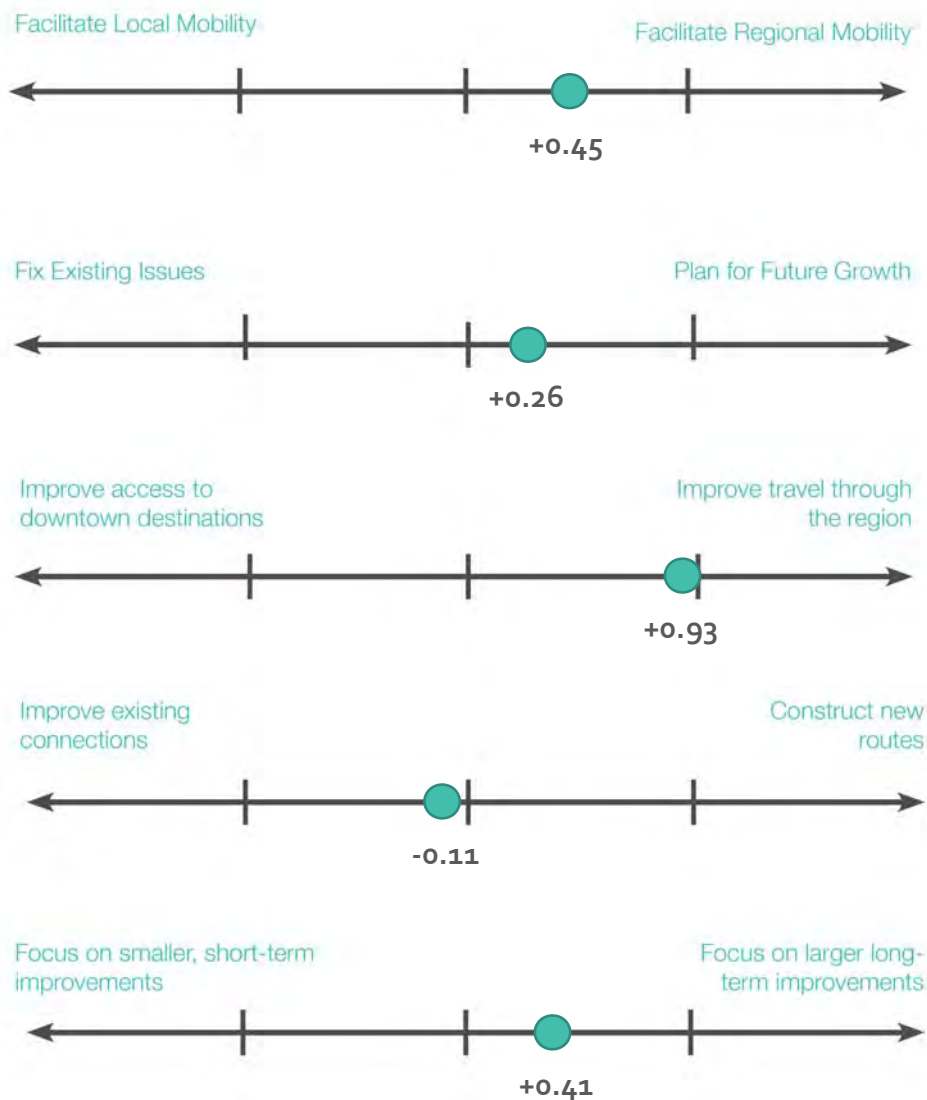 Facilitate Local Mobility
Facilitate Regional Mobility
+0.45
Fix Existing Issues
Plan for Future Growth
+0.26
Improve access to
downtown destinations
Improve travel through
the region
+0.93
Improve existing
connections
Construct new
routes
-0.11
Focus on smaller, short-term
improvements
Focus on larger long-
term improvements
+0.41